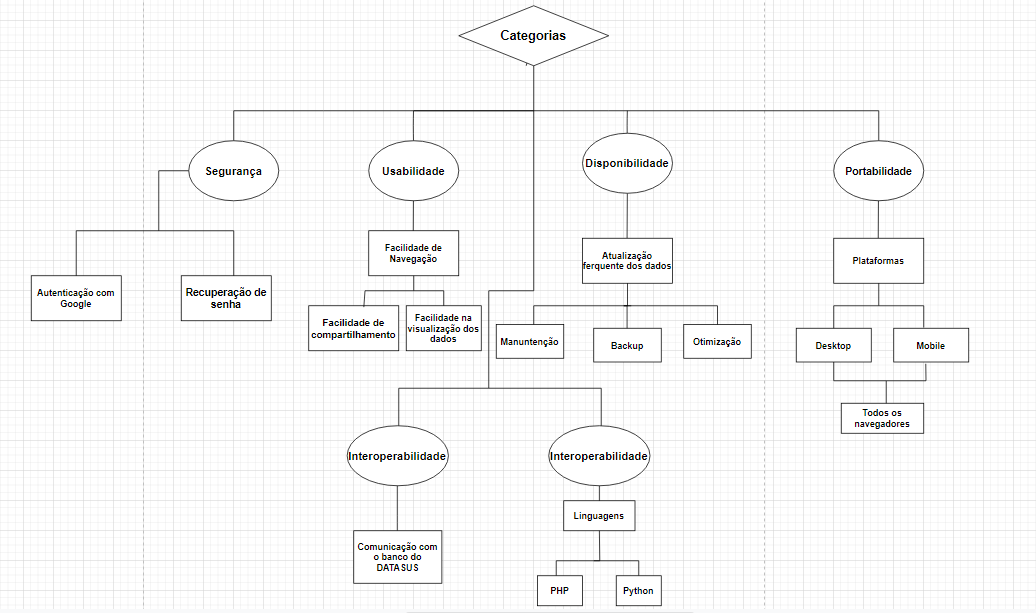 Categorias
Segurança
Usabilidade
Disponibilidade
Portabilidade
Facilidade de
Navegação
Atualização
ferquente dos dados
Plataformas
Autenticação com
Google
Recuperação de
senha
Facilidade de
compartilhamento
Facilidade na
visualização dos
dados
Manuntenção
Backup
Otimização
Desktop
Mobile
Todos os
navegadores
Interoperabilidade
Interoperabilidade
Linguagens
Comunicação com
o banco do
DATASUS
PHP
Python